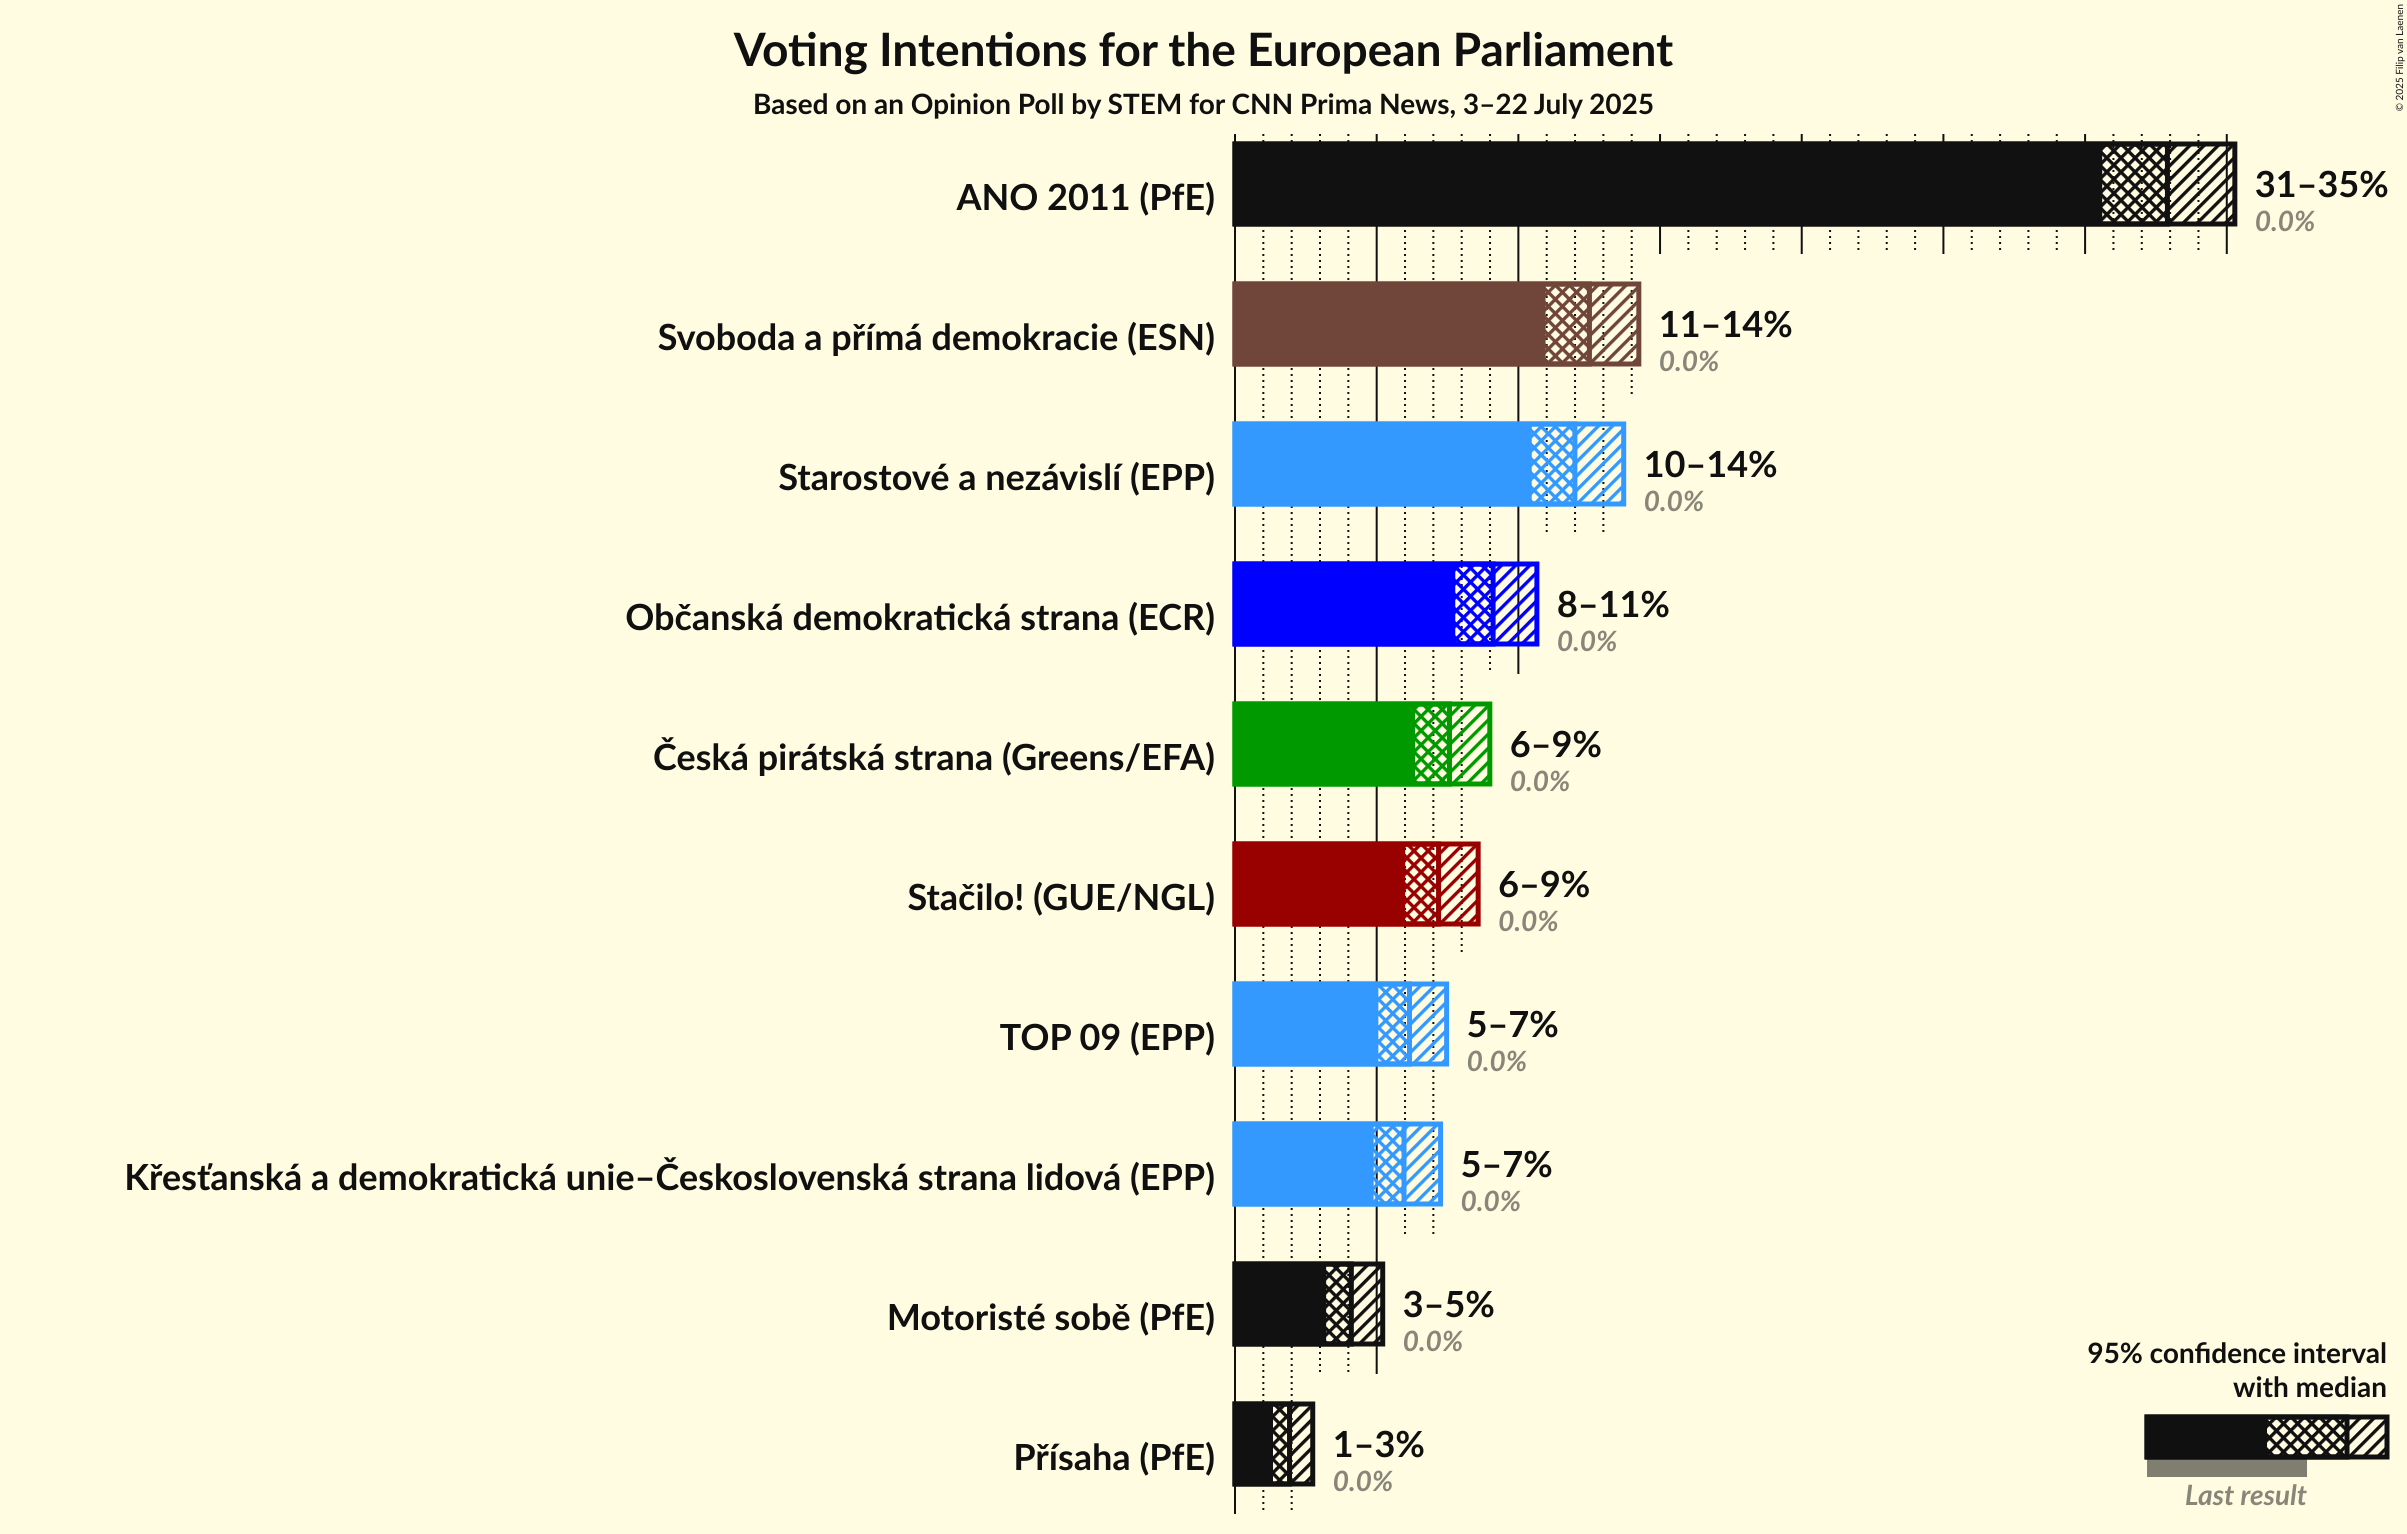 Voting Intentions for the European Parliament
Based on an Opinion Poll by STEM for CNN Prima News, 3–22 July 2025
© 2025 Filip van Laenen
ANO 2011 (PfE)
31–35%
0.0%
Svoboda a přímá demokracie (ESN)
11–14%
0.0%
Starostové a nezávislí (EPP)
10–14%
0.0%
Občanská demokratická strana (ECR)
8–11%
0.0%
Česká pirátská strana (Greens/EFA)
6–9%
0.0%
Stačilo! (GUE/NGL)
6–9%
0.0%
TOP 09 (EPP)
5–7%
0.0%
Křesťanská a demokratická unie–Československá strana lidová (EPP)
5–7%
0.0%
Motoristé sobě (PfE)
3–5%
0.0%
Přísaha (PfE)
1–3%
0.0%
95% confidence interval
with median
Last result